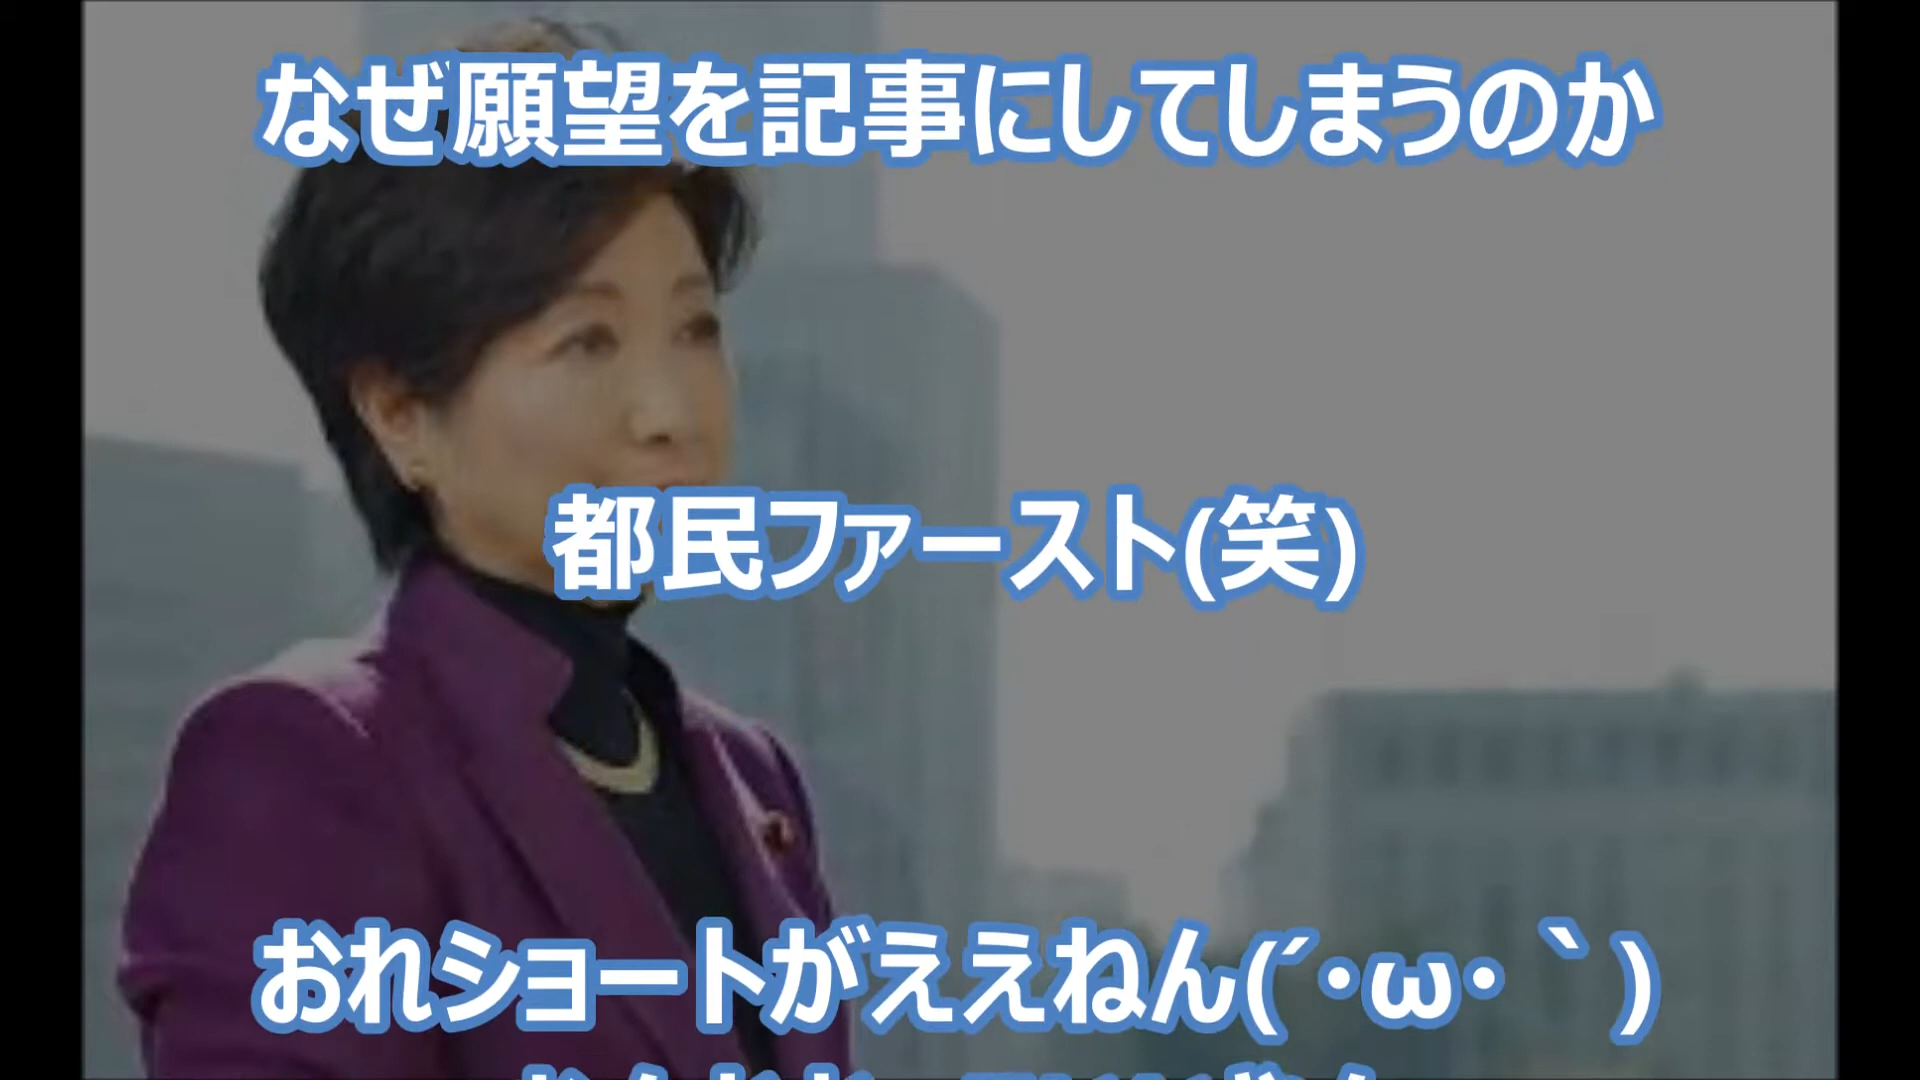 なぜ願望を記事にしてしまうのか
都民ファースト(笑)
おれショートがええねん(´･ω･｀)